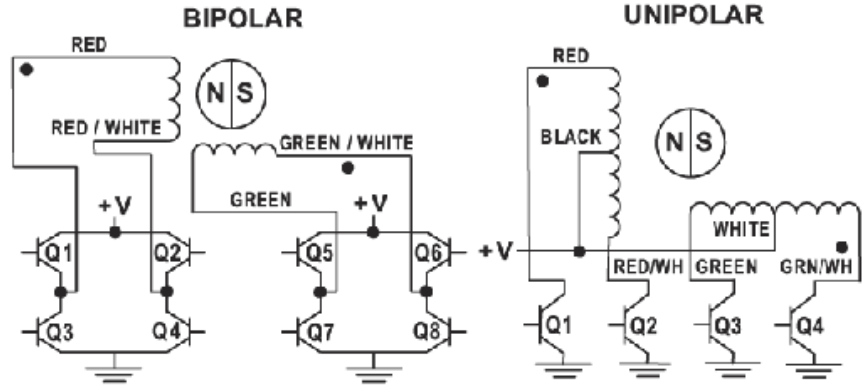 BIPOLAR
RED
RED / WHITE
N S
GREEN / WHITE
GREEN
+V
+V
Q1
Q2
Q5
Q6
Q3
Q4
Q7
Q8
UNIPOLAR
RED
BLACK
N S
WHITE
+V
RED/WH
GREEN
GRN/WH
Q1
Q2
Q3
Q4